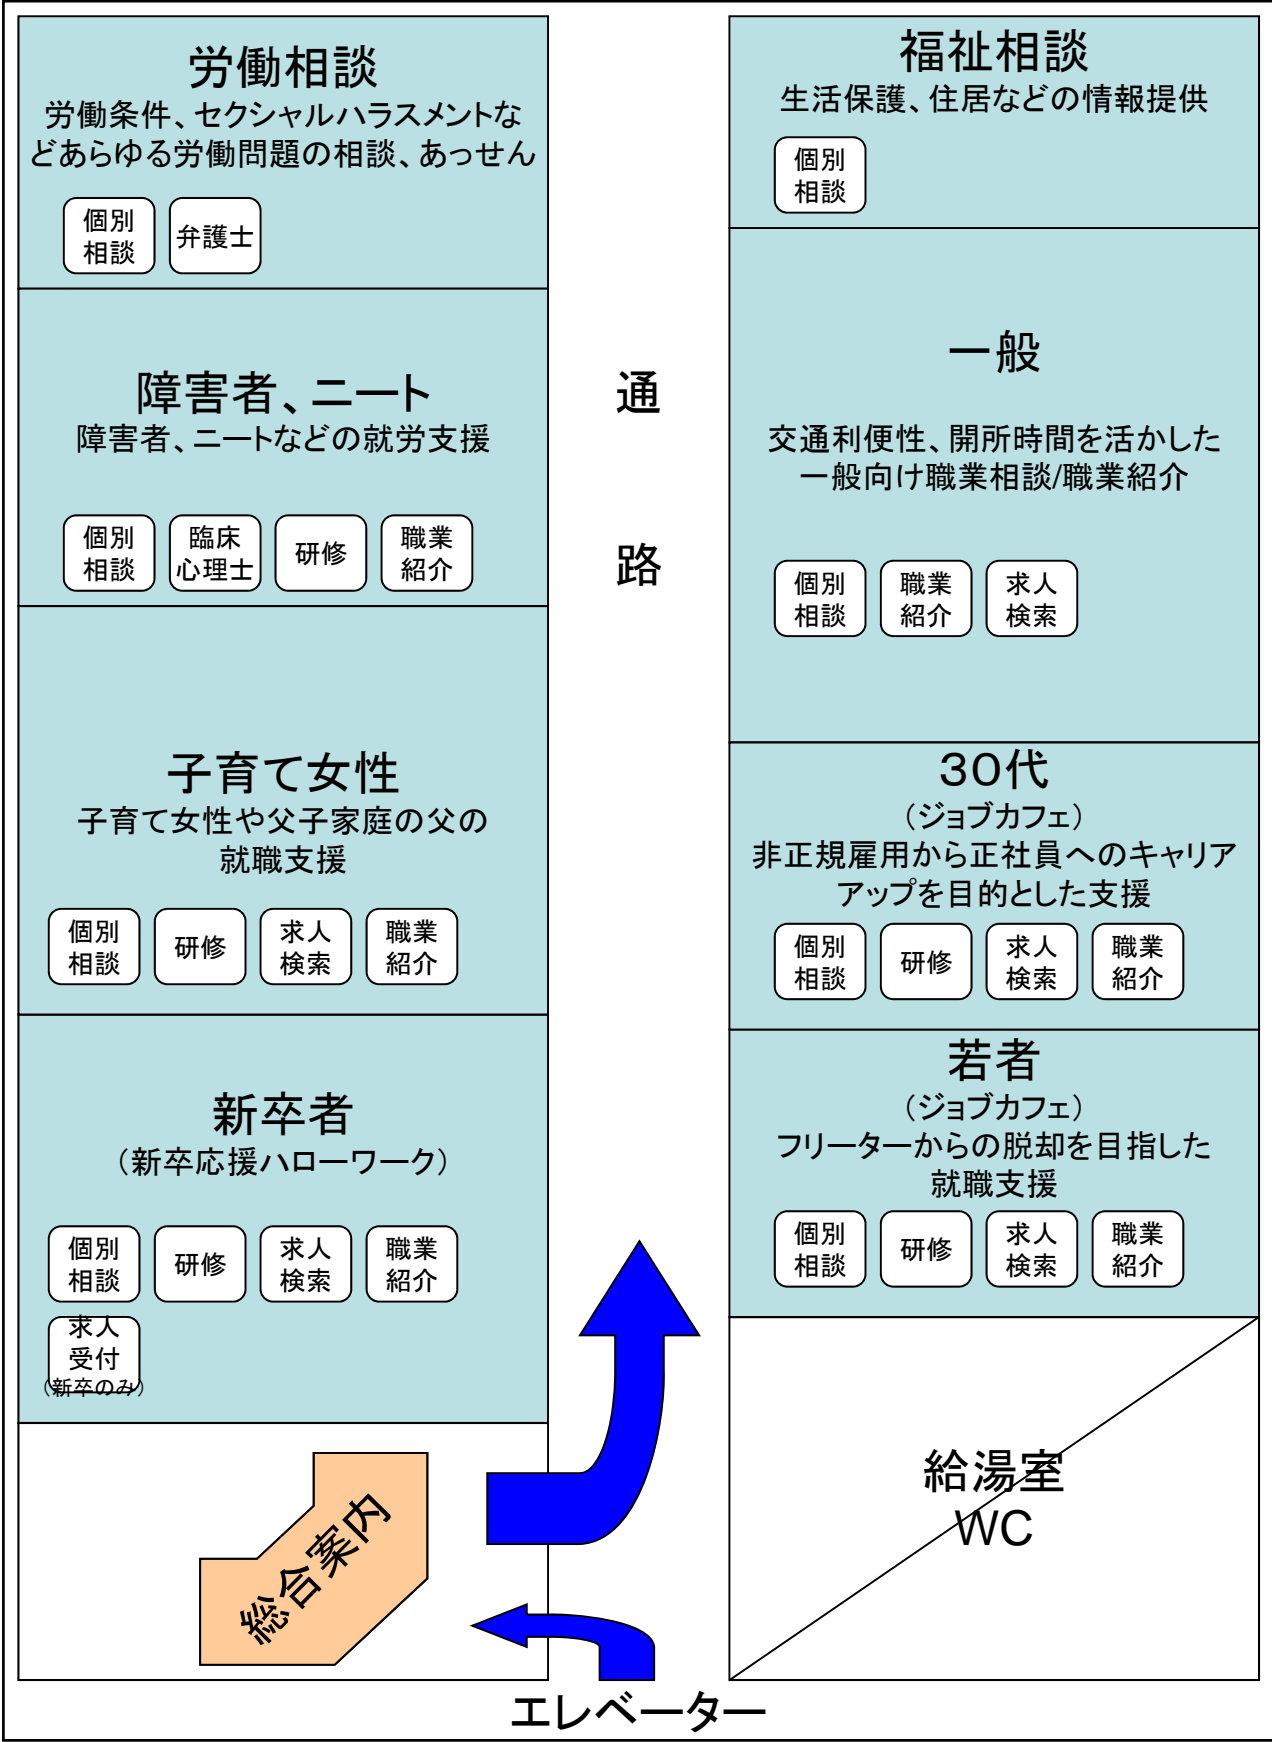 労働相談
労働条件、セクシャルハラスメントな
どあらゆる労働問題の相談、あっせん
個別
相談
弁護士
障害者、ニート
障害者、ニートなどの就労支援
個別
相談
臨床
心理士
研修
職業
紹介
子育て女性
子育て女性や父子家庭の父の
就職支援
個別
相談
研修
求人
検索
職業
紹介
新卒者
（新卒応援ハローワーク）
個別
相談
研修
求人
検索
職業
紹介
求人
受付
（新卒のみ）
総合案内
通
路
福祉相談
生活保護、住居などの情報提供
個別
相談
一般
交通利便性、開所時間を活かした
一般向け職業相談/職業紹介
個別
相談
職業
紹介
求人
検索
３０代
（ジョブカフェ）
非正規雇用から正社員へのキャリア
アップを目的とした支援
個別
相談
研修
求人
検索
職業
紹介
若者
（ジョブカフェ）
フリーターからの脱却を目指した
就職支援
個別
相談
研修
求人
検索
職業
紹介
給湯室
WC
エレベーター